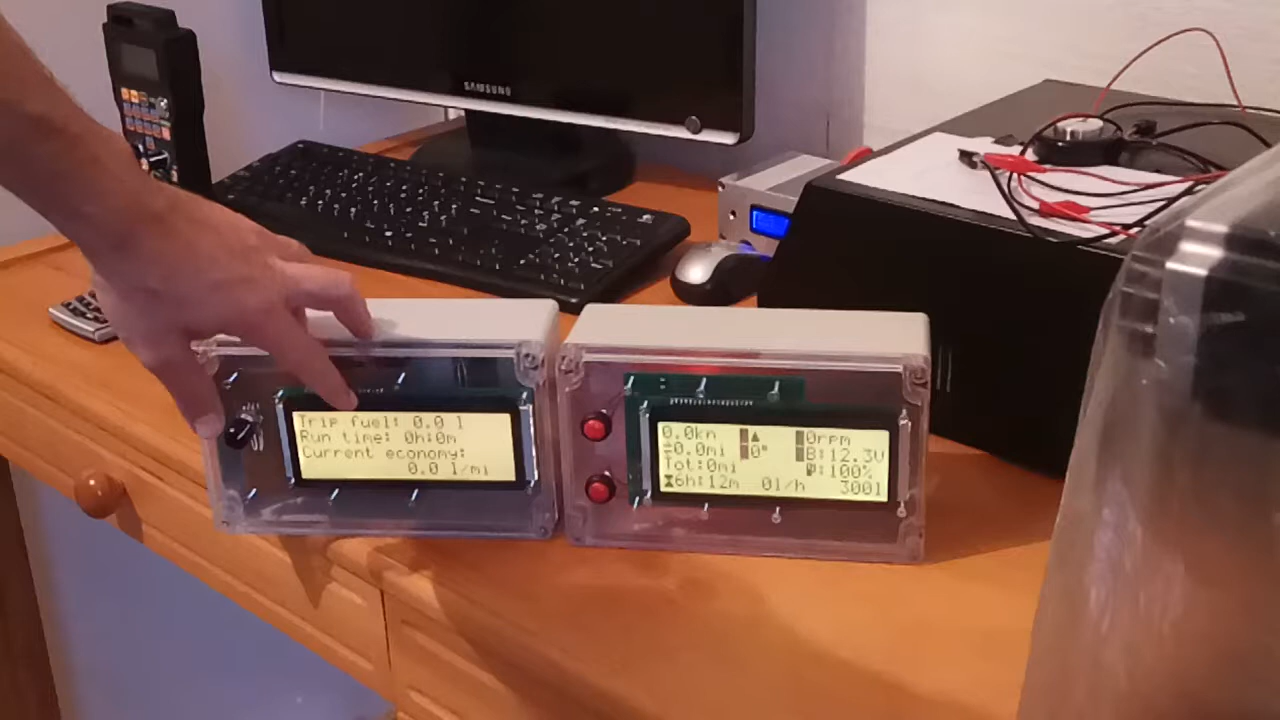 SAMSUNG
Trip fuel: 0.0 l
Run time: 0h:0m
Current economy:
0.0 l/mi
0.0kn ▲ 0rpm
0.0mi 0° B:12.3V
Tot:0mi :100%
6h:12m 0l/h 300l